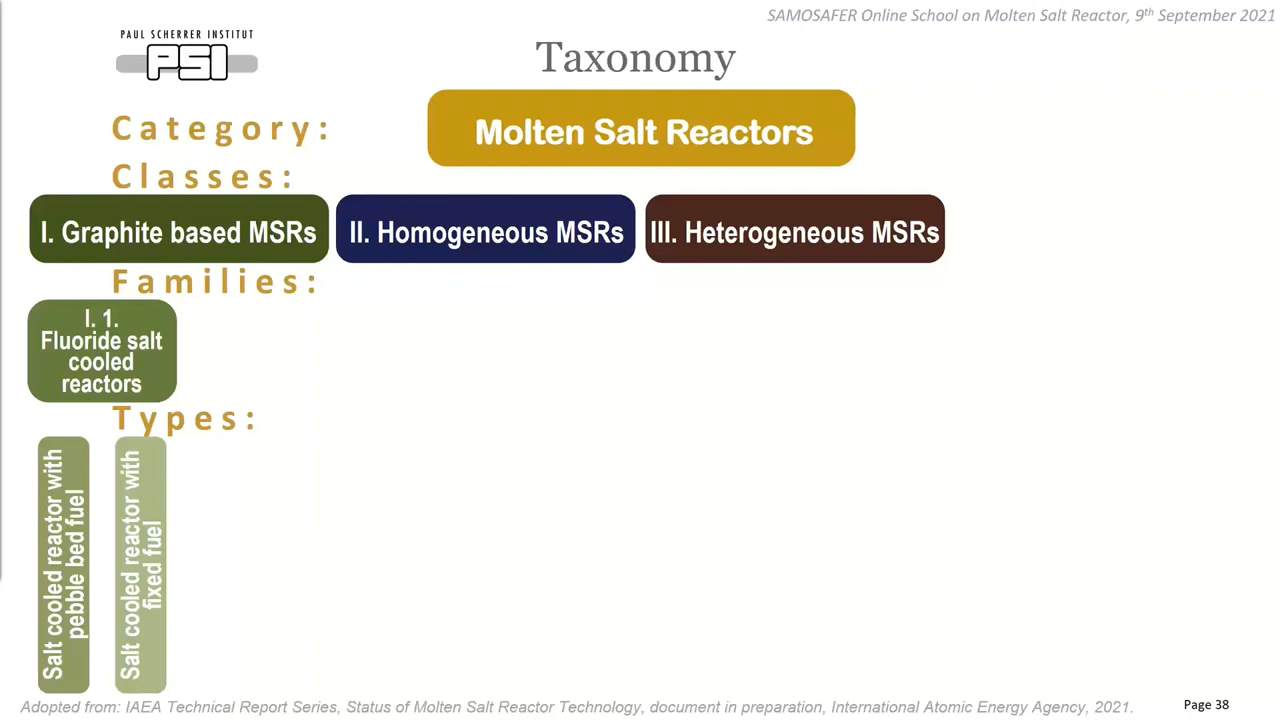 SAMOSAFER Online School on Molten Salt Reactor, 9th September 2021
PAUL SCHERRER INSTITUT
PSI
Taxonomy
Category:
Molten Salt Reactors
Classes:
I. Graphite based MSRs
II. Homogeneous MSRs
III. Heterogeneous MSRs
Families:
I. 1.
Fluoride salt
cooled
reactors
Types:
Salt cooled reactor with
pebble bed fuel
Salt cooled reactor with
fixed fuel
Adopted from: IAEA Technical Report Series, Status of Molten Salt Reactor Technology, document in preparation, International Atomic Energy Agency, 2021.
Page 38